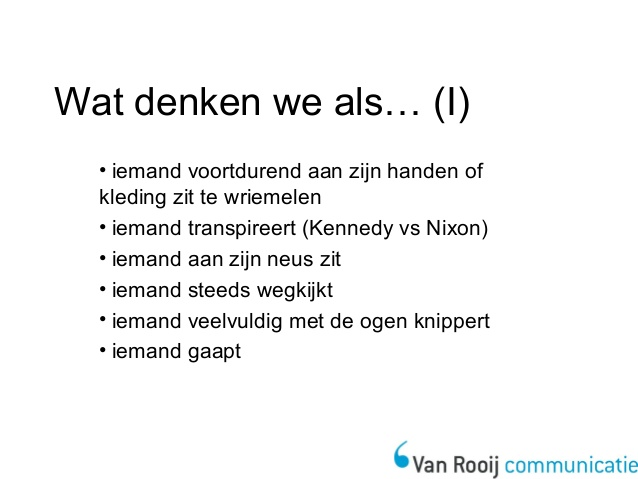 Wat denken we als… (I)
• iemand voortdurend aan zijn handen of
kleding zit te wriemelen
• iemand transpireert (Kennedy vs Nixon)
• iemand aan zijn neus zit
• iemand steeds wegkijkt
• iemand veelvuldig met de ogen knippert
• iemand gaapt
Van Rooij communicatie